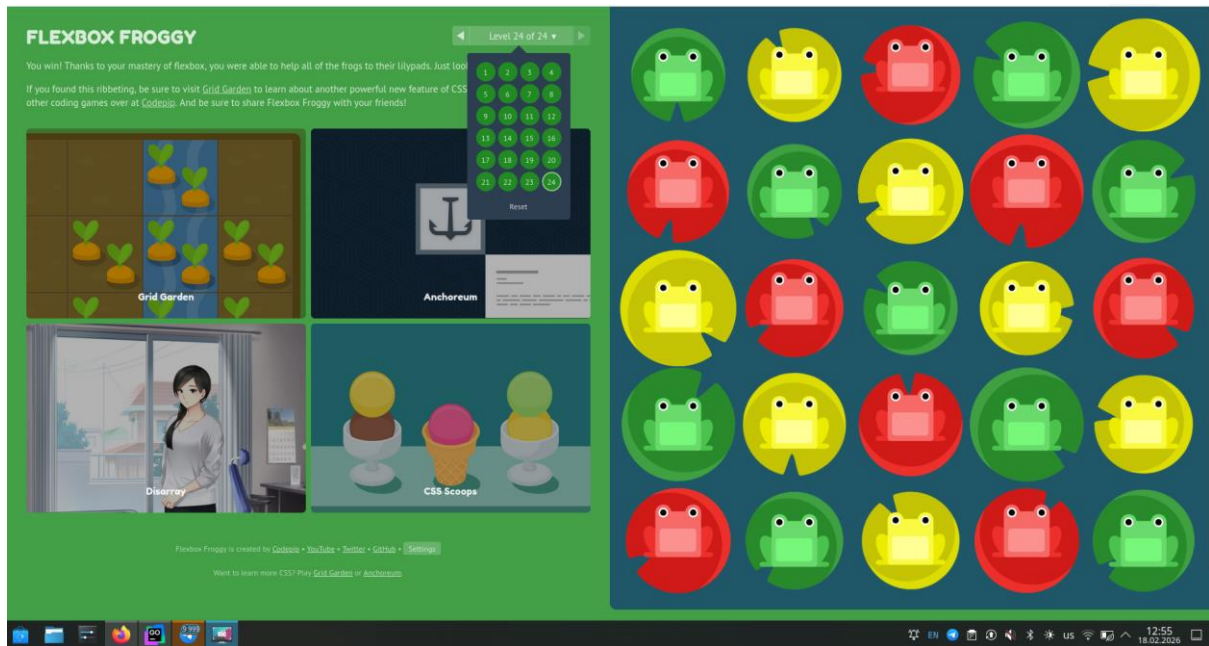 FLEXBOX FROGGY
◀ Level 24 of 24 ▼ ▶
You win! Thanks to your mastery of flexbox, you were able to help all of the frogs to their lilypads. Just
If you found this ribbeting, be sure to visit Grid Garden to learn about another powerful new feature of CSS
other coding games over at Codepip. And be sure to share Flexbox Froggy with your friends!
1 2 3 4
5 6 7 8
9 10 11 12
13 14 15 16
17 18 19 20
21 22 23 24
Reset
Grid Garden
Anchoreum
Disarray
CSS Scoops
Flexbox Froggy is created by Codepip • YouTube • Twitter • GitHub • Settings
Want to learn more CSS? Play Grid Garden or Anchoreum.
GO
9 999
EN
us
12:55
18.02.2026